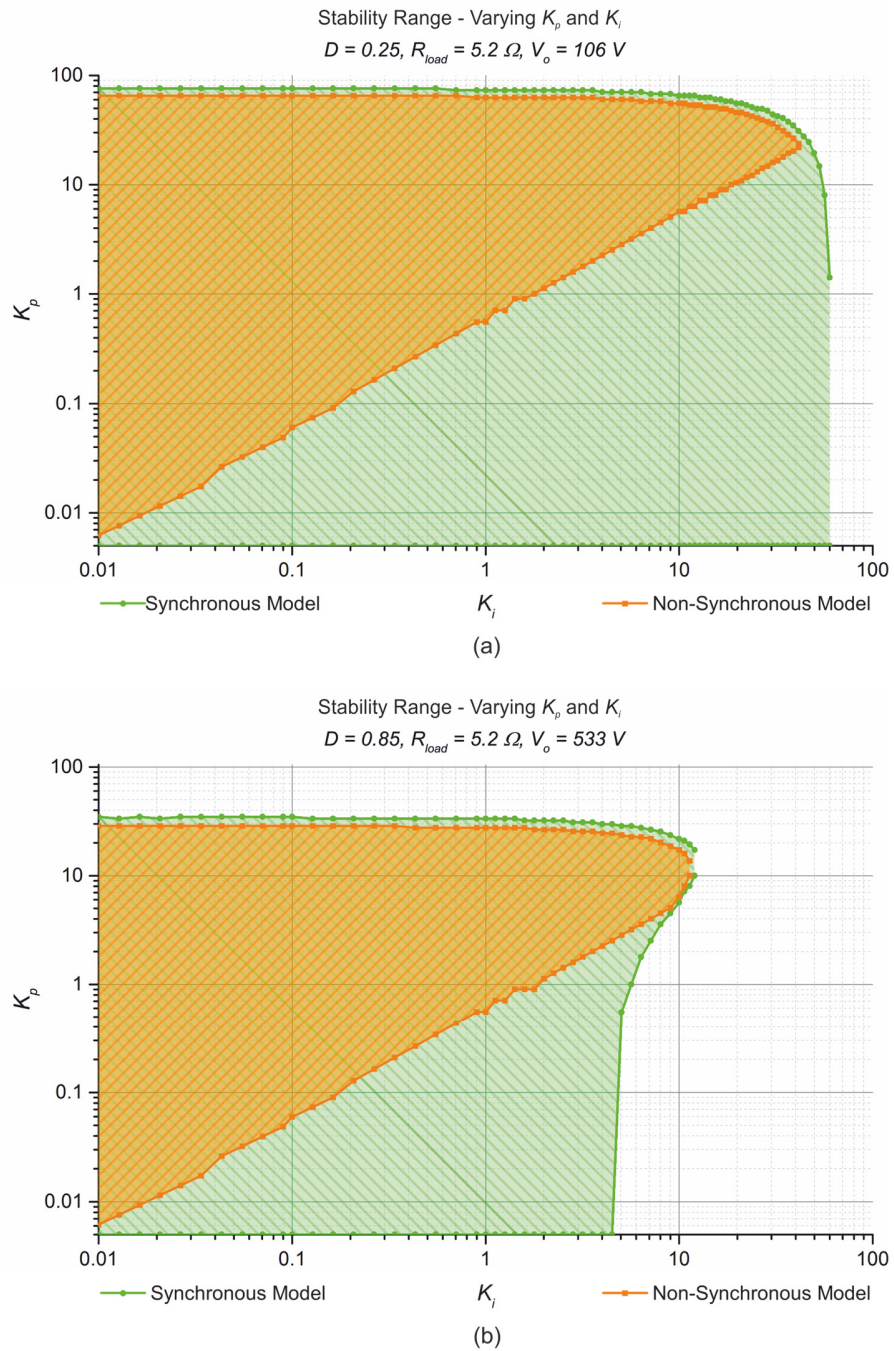 Stability Range - Varying Kp and Ki
D = 0.25, Rload = 5.2 Ω, Vo = 106 V
100
10
1
0.1
0.01
Kp
0.01 0.1 1 10 100
Synchronous Model Ki Non-Synchronous Model
(a)
Stability Range - Varying Kp and Ki
D = 0.85, Rload = 5.2 Ω, Vo = 533 V
100
10
1
0.1
0.01
Kp
0.01 0.1 1 10 100
Synchronous Model Ki Non-Synchronous Model
(b)